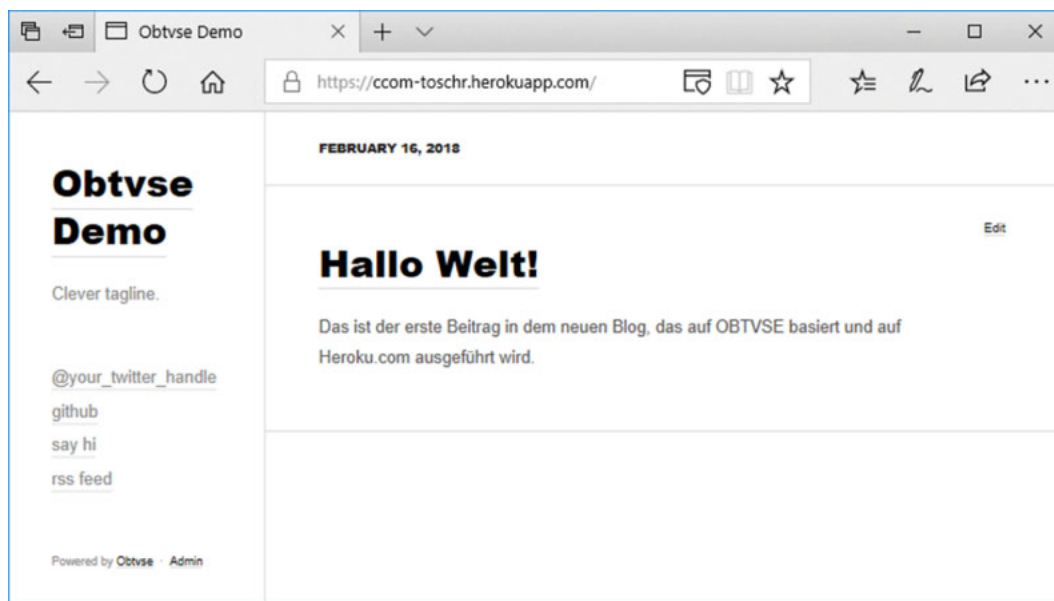 Obtvse Demo
https://ccom-toschr.herokuapp.com/
Obtvse
Demo
Clever tagline.
@your_twitter_handle
github
say hi
rss feed
Powered by Obtvse · Admin
FEBRUARY 16, 2018
Edit
Hallo Welt!
Das ist der erste Beitrag in dem neuen Blog, das auf OBTVSE basiert und auf
Heroku.com ausgeführt wird.